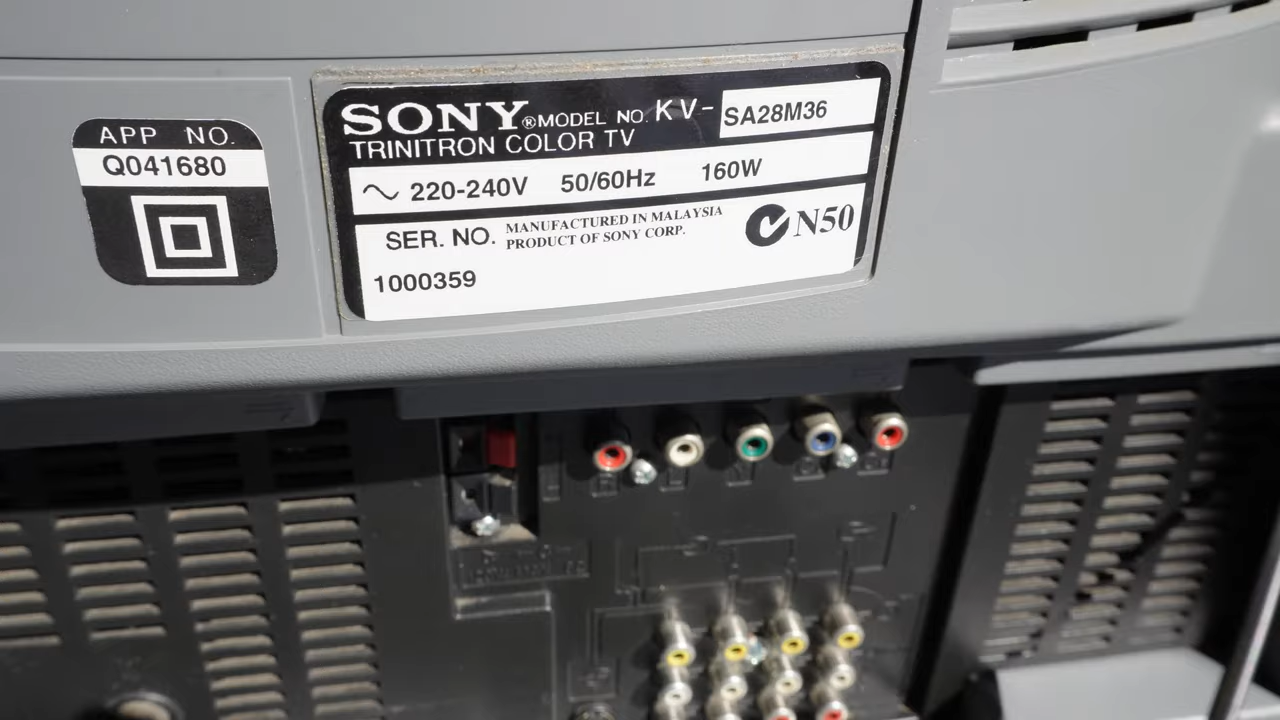 APP NO.
Q041680
SONY® MODEL NO. KV-SA28M36
TRINITRON COLOR TV
~ 220-240V 50/60Hz 160W
SER. NO. MANUFACTURED IN MALAYSIA
PRODUCT OF SONY CORP.
N50
1000359